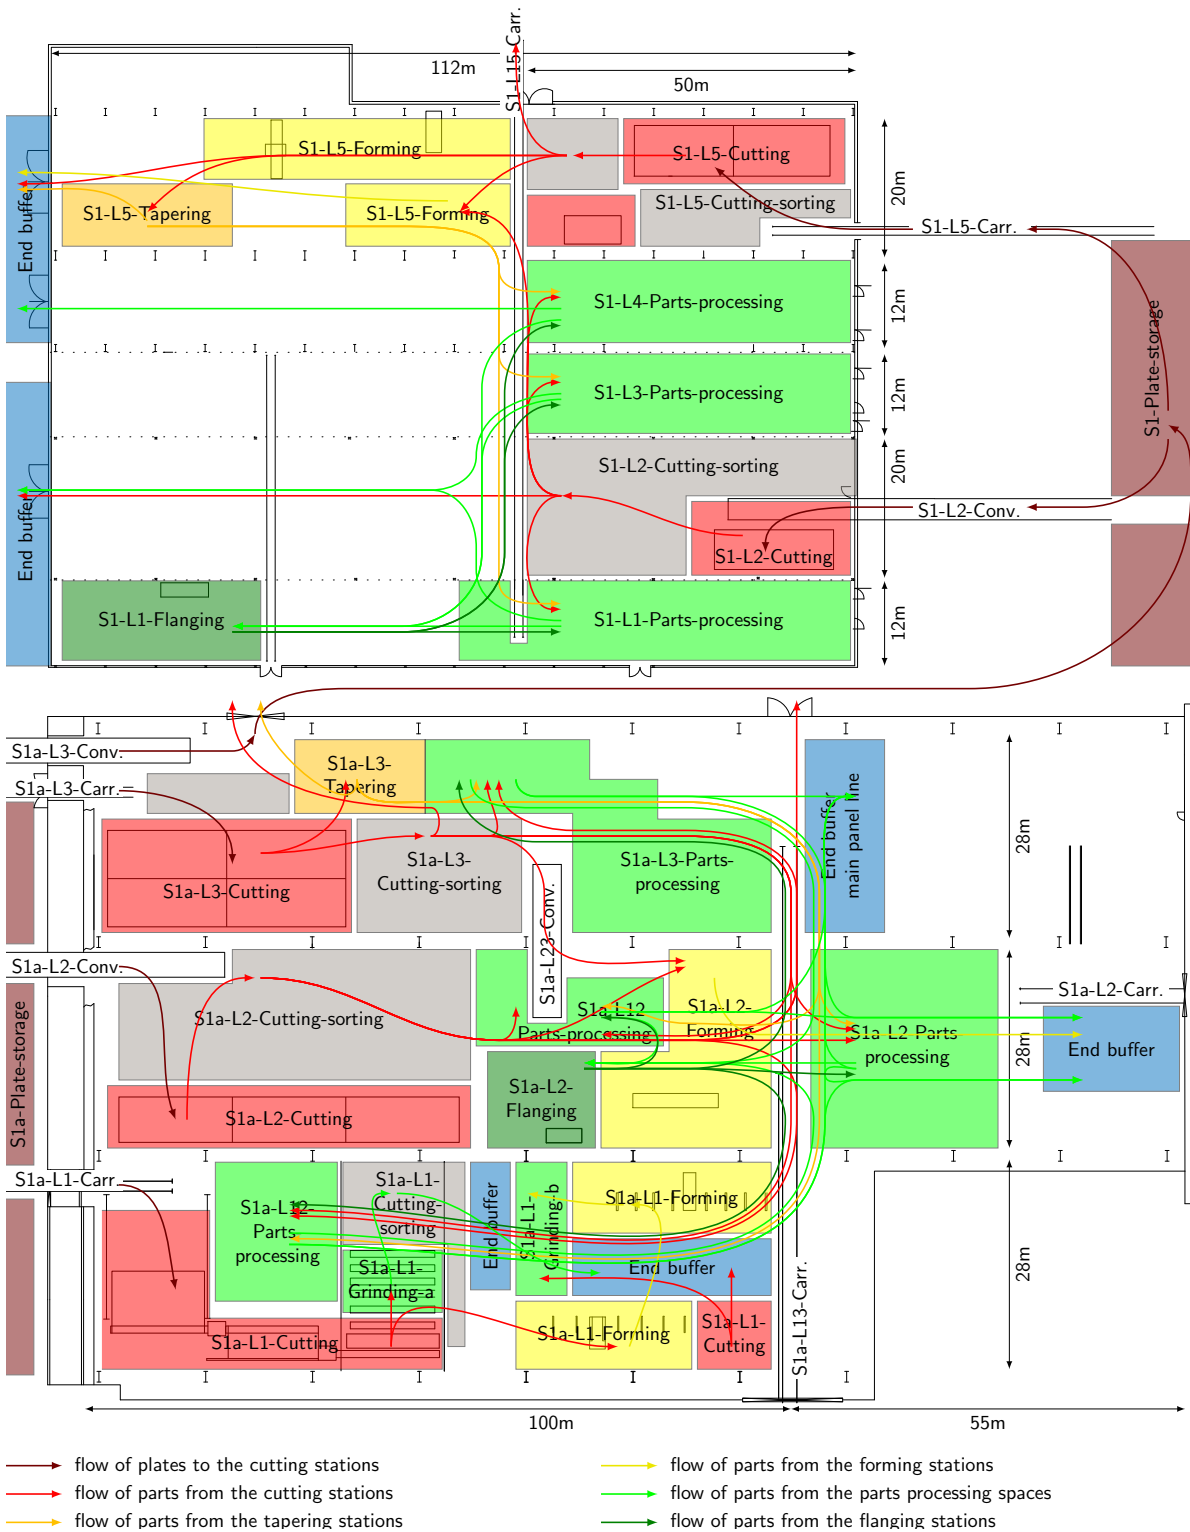 S1-L15-Carr.
112m
50m
S1-L5-Forming
S1-L5-Cutting
20m
S1-L5-Cutting-sorting
End buffer
S1-L5-Tapering
S1-L5-Forming
S1-L5-Carr.
S1-L4-Parts-processing
12m
S1-Plate-storage
S1-L3-Parts-processing
12m
S1-L2-Cutting-sorting
20m
End buffer
S1-L2-Conv.
S1-L2-Cutting
S1-L1-Flanging
S1-L1-Parts-processing
12m
S1a-L3-Conv.
S1a-L3-
Tapering
S1a-L3-Carr.
End buffer
main panel line
28m
S1a-L3-Cutting
S1a-L3-
Cutting-sorting
S1a-L3-Parts-
processing
S1a-L23-Conv.
S1a-L2-Conv.
S1a-L2-Carr.
S1a-L2-Cutting-sorting
S1a-L12
Parts-processing
S1a-L2-
Forming
S1a-L2-Parts
processing
28m
End buffer
S1a-Plate-storage
S1a-L2-
Flanging
S1a-L2-Cutting
S1a-L1-Carr.
S1a-L12-
Parts
processing
S1a-L1-
Cutting-
sorting
End buffer
S1a-L1-
Grinding-b
S1a-L1-Forming
28m
S1a-L1-
Grinding-a
End buffer
S1a-L1-Cutting
S1a-L1-Forming
S1a-L1-
Cutting
S1a-L13-Carr.
100m
55m
flow of plates to the cutting stations
flow of parts from the cutting stations
flow of parts from the tapering stations
flow of parts from the forming stations
flow of parts from the parts processing spaces
flow of parts from the flanging stations